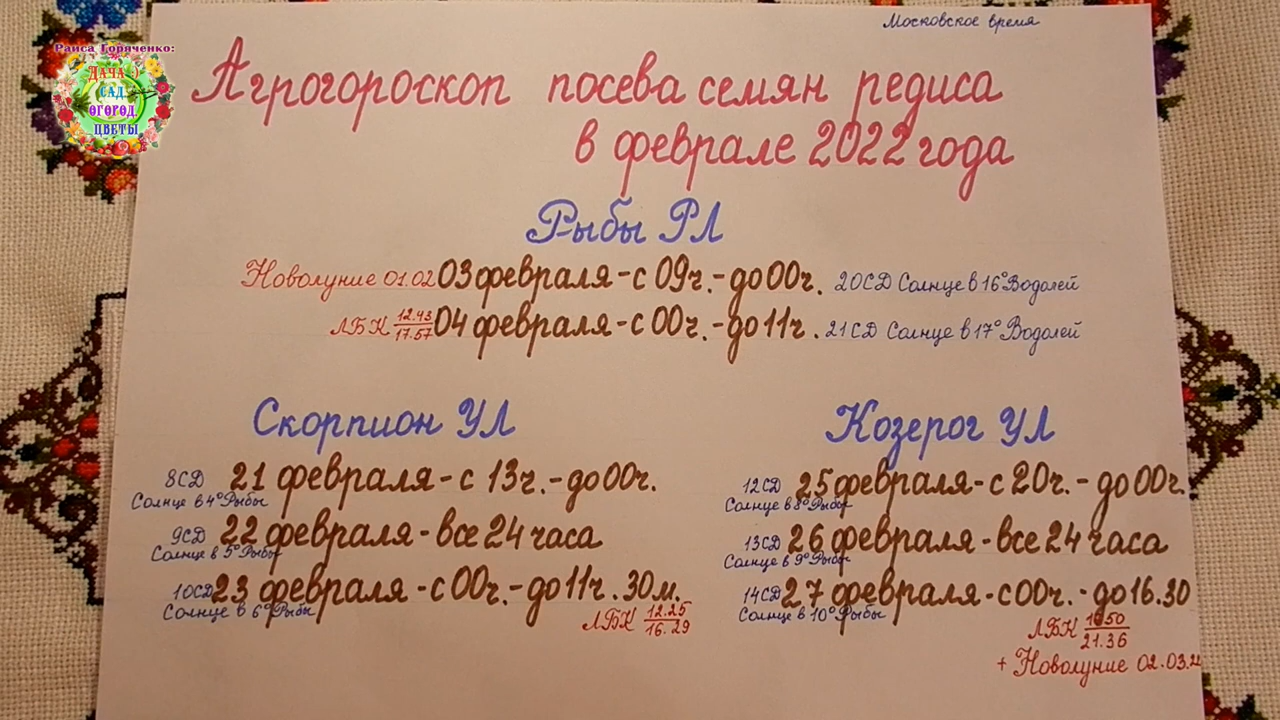 Московское время
Раиса Горяченко:
ДАЧА :)
САД
ОГОРОД
ЦВЕТЫ
Агрогороскоп посева семян редиса
в феврале 2022 года
Рыбы РЛ
Новолуние 01.02 03 февраля - с 09ч. - до 00ч. 20СД Солнце в 16° Водолей
ЛБК 12.43/17.57 04 февраля - с 00ч. - до 11ч. 21СД Солнце в 17° Водолей
Скорпион УЛ
8СД 21 февраля - с 13ч. - до 00ч.
Солнце в 4° Рыбы
9СД 22 февраля - все 24 часа
Солнце в 5° Рыбы
10СД 23 февраля - с 00ч. - до 11ч. 30м.
Солнце в 6° Рыбы
ЛБК 12.25/16.29
Козерог УЛ
12СД 25 февраля - с 20ч. - до 00ч.
Солнце в 8° Рыбы
13СД 26 февраля - все 24 часа
Солнце в 9° Рыбы
14СД 27 февраля - с 00ч. - до 16.30
Солнце в 10° Рыбы
ЛБК 16.50/21.36
+ Новолуние 02.03.22